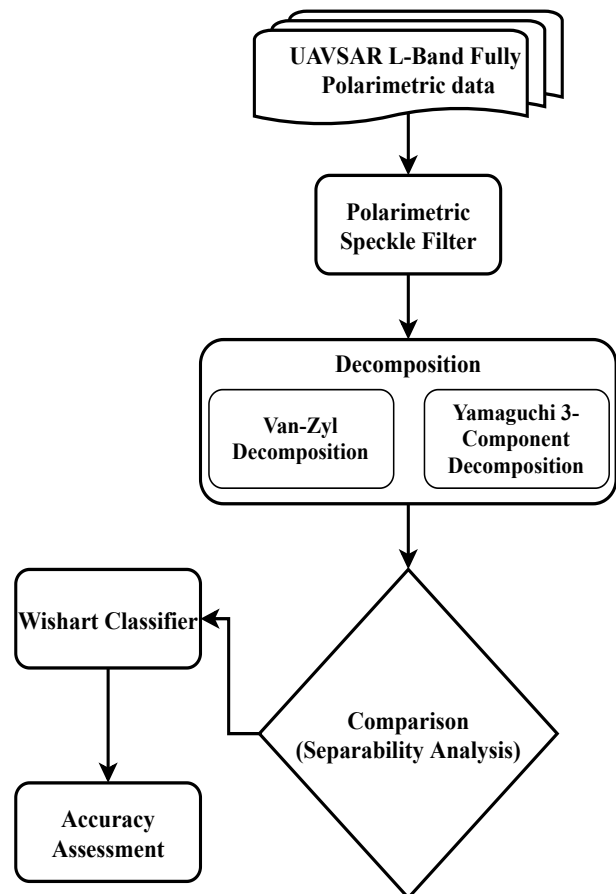 UAVSAR L-Band Fully
Polarimetric data
Polarimetric
Speckle Filter
Decomposition
Van-Zyl
Decomposition
Yamaguchi 3-
Component
Decomposition
Comparison
(Separability Analysis)
Wishart Classifier
Accuracy
Assessment